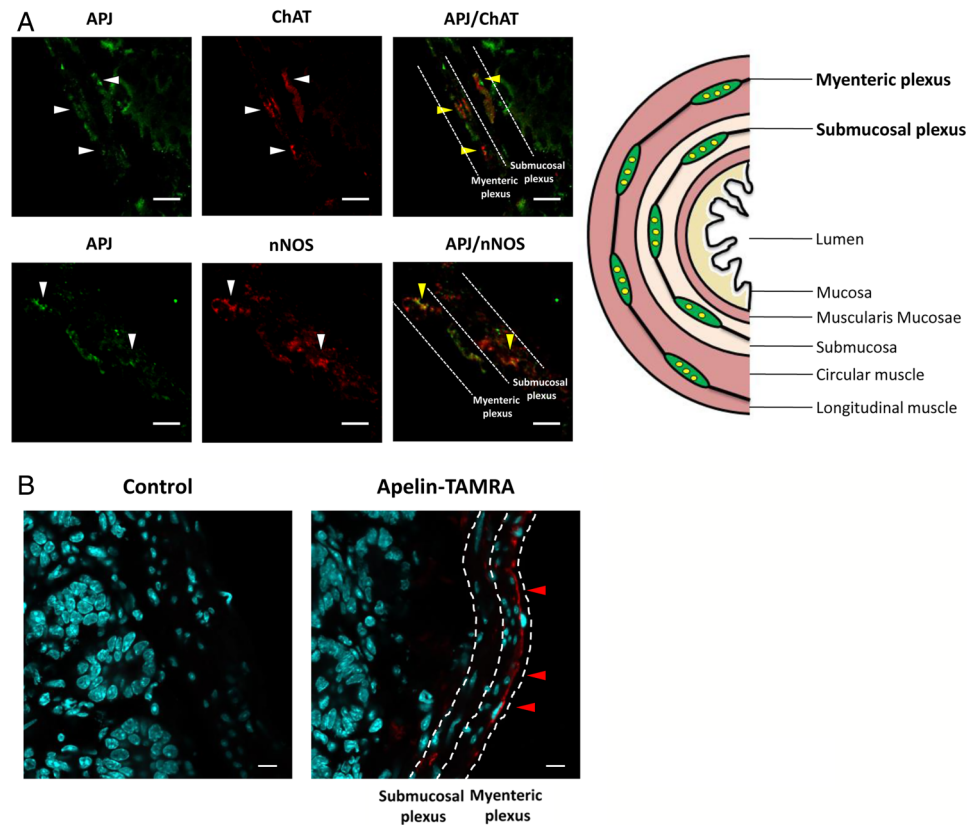 A
APJ
ChAT
APJ/ChAT
Submucosal
plexus
Myenteric
plexus
Myenteric plexus
Submucosal plexus
Lumen
Mucosa
Muscularis Mucosae
Submucosa
Circular muscle
Longitudinal muscle
APJ
nNOS
APJ/nNOS
Submucosal
plexus
Myenteric
plexus
B
Control
Apelin-TAMRA
Submucosal
plexus
Myenteric
plexus